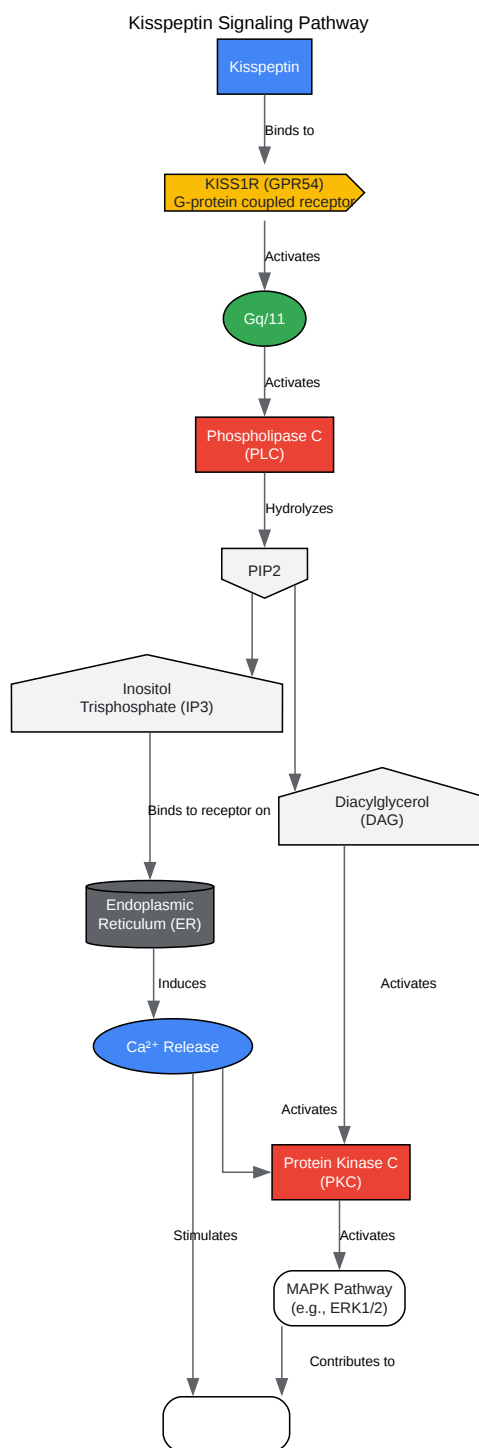 Kisspeptin Signaling Pathway
Kisspeptin
Binds to
KISS1R (GPR54)
G-protein coupled receptor
Activates
Gq/11
Activates
Phospholipase C
(PLC)
Hydrolyzes
PIP2
Inositol
Trisphosphate (IP3)
Diacylglycerol
(DAG)
Binds to receptor on
Endoplasmic
Reticulum (ER)
Induces
Activates
Ca²⁺ Release
Activates
Protein Kinase C
(PKC)
Stimulates
Activates
MAPK Pathway
(e.g., ERK1/2)
Contributes to